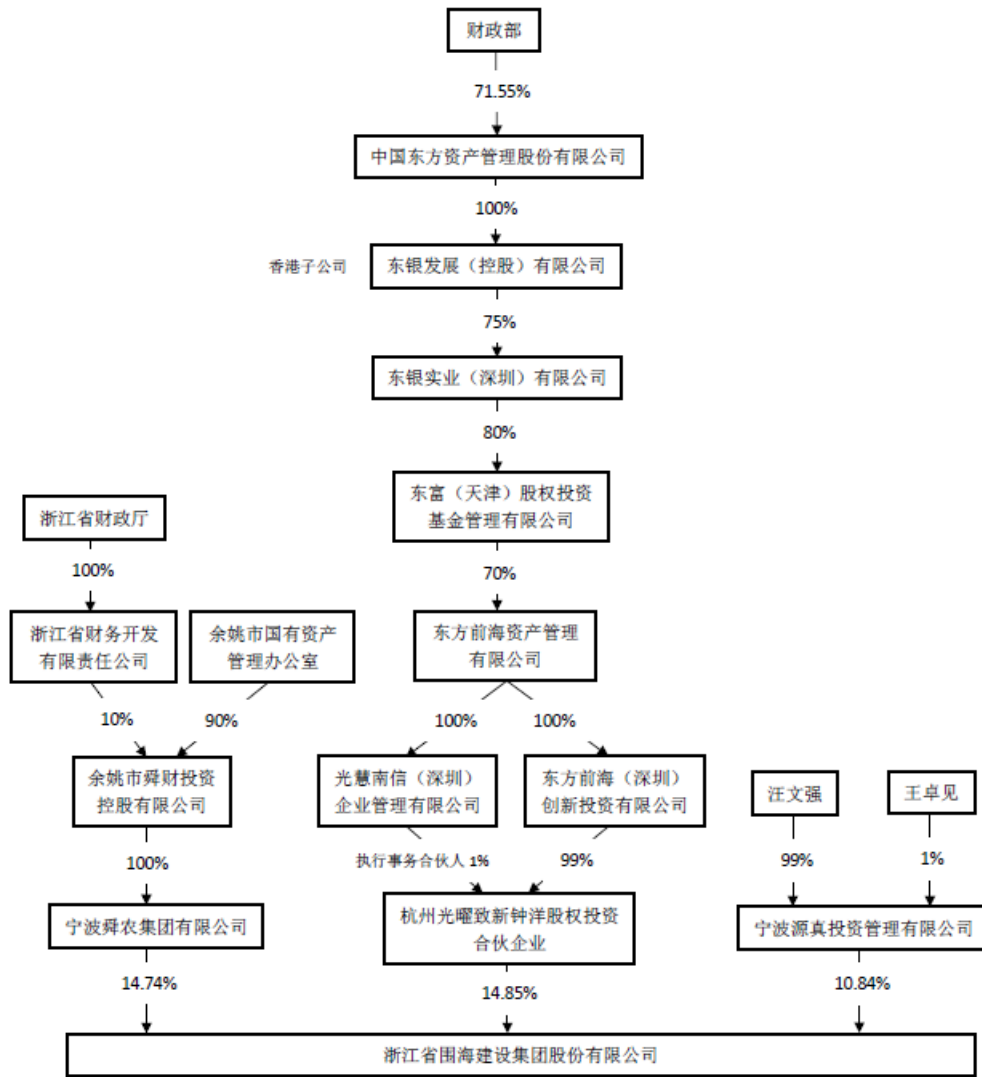 财政部
71.55%
中国东方资产管理股份有限公司
100%
香港子公司
东银发展（控股）有限公司
75%
东银实业（深圳）有限公司
80%
东富（天津）股权投资
基金管理有限公司
浙江省财政厅
100%
70%
浙江省财务开发
有限责任公司
余姚市国有资产
管理办公室
东方前海资产管理
有限公司
10%
90%
100%
100%
余姚市舜财投资
控股有限公司
光慧南信（深圳）
企业管理有限公司
东方前海（深圳）
创新投资有限公司
汪文强
王卓见
100%
执行事务合伙人 1%
99%
99%
1%
宁波舜农集团有限公司
杭州光曜致新钟洋股权投资
合伙企业
宁波源真投资管理有限公司
14.74%
14.85%
10.84%
浙江省围海建设集团股份有限公司